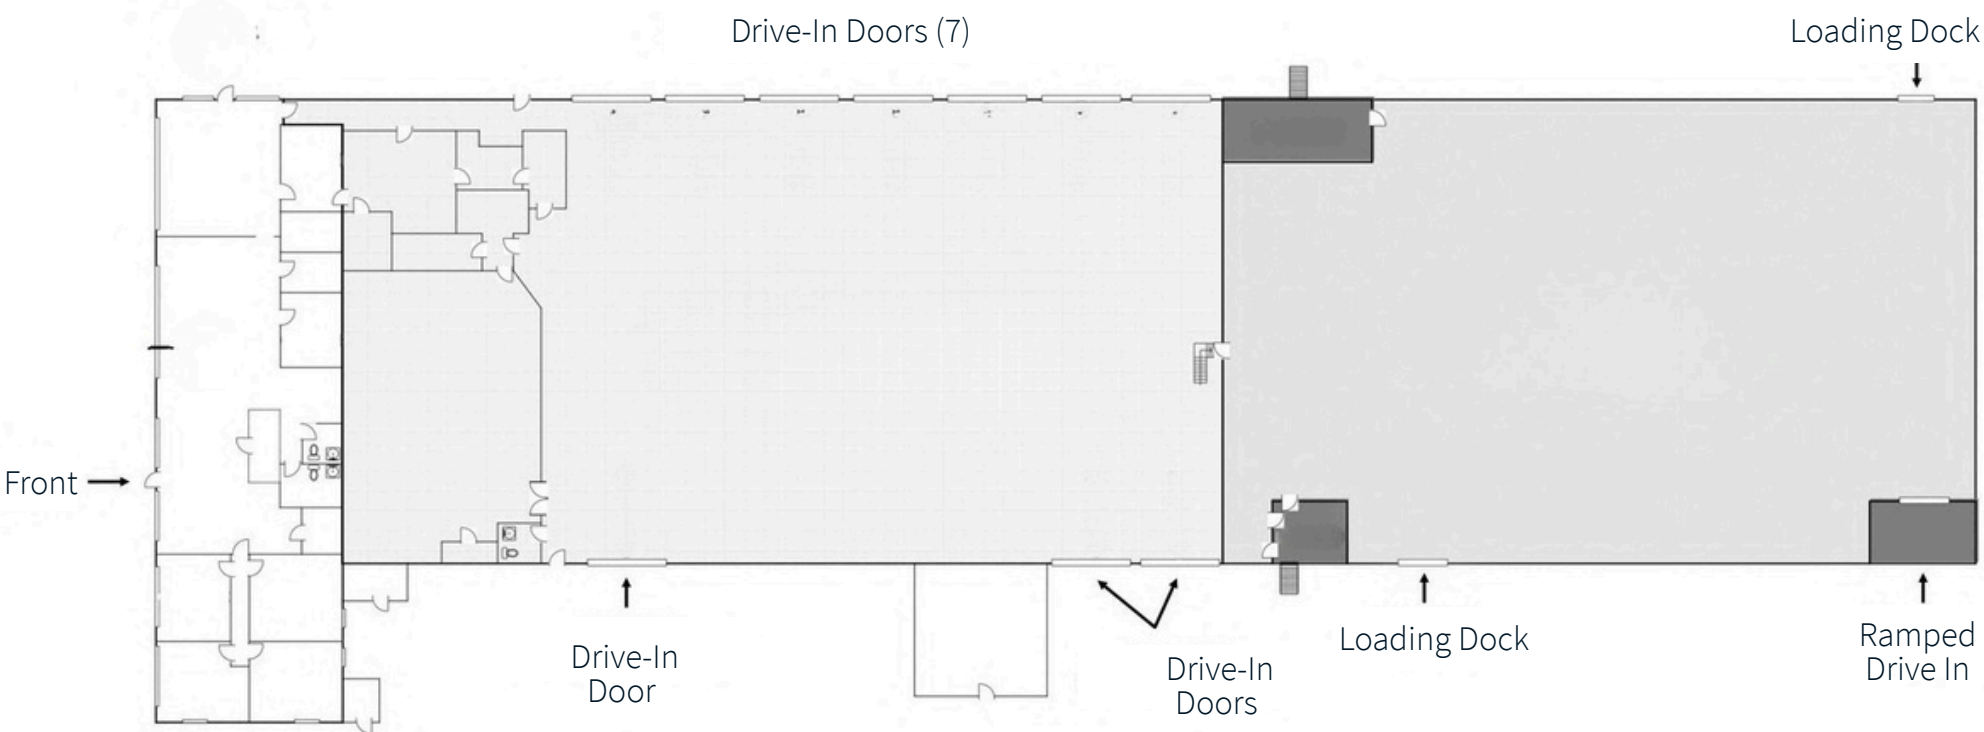 Drive-In Doors (7)
Loading Dock
Front
Drive-In
Door
Drive-In
Doors
Loading Dock
Ramped
Drive In